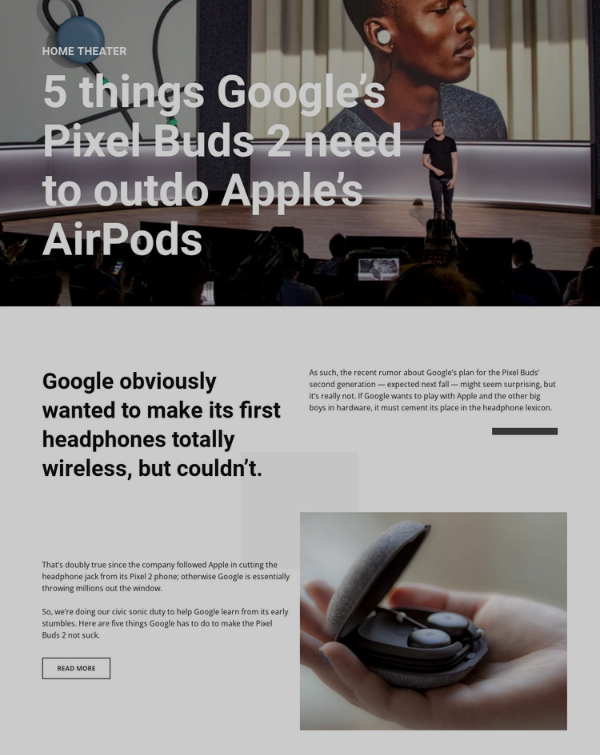 HOME THEATER
5 things Google's
Pixel Buds 2 need
to outdo Apple's
AirPods
Google obviously
wanted to make its first
headphones totally
wireless, but couldn't.
As such, the recent rumor about Google's plan for the Pixel Buds'
second generation — expected next fall — might seem surprising, but
it's really not. If Google wants to play with Apple and the other big
boys in hardware, it must cement its place in the headphone lexicon.
That's doubly true since the company followed Apple in cutting the
headphone jack from its Pixel 2 phone; otherwise Google is essentially
throwing millions out the window.
So, we're doing our civic sonic duty to help Google learn from its early
stumbles. Here are five things Google has to do to make the Pixel
Buds 2 not suck.
READ MORE